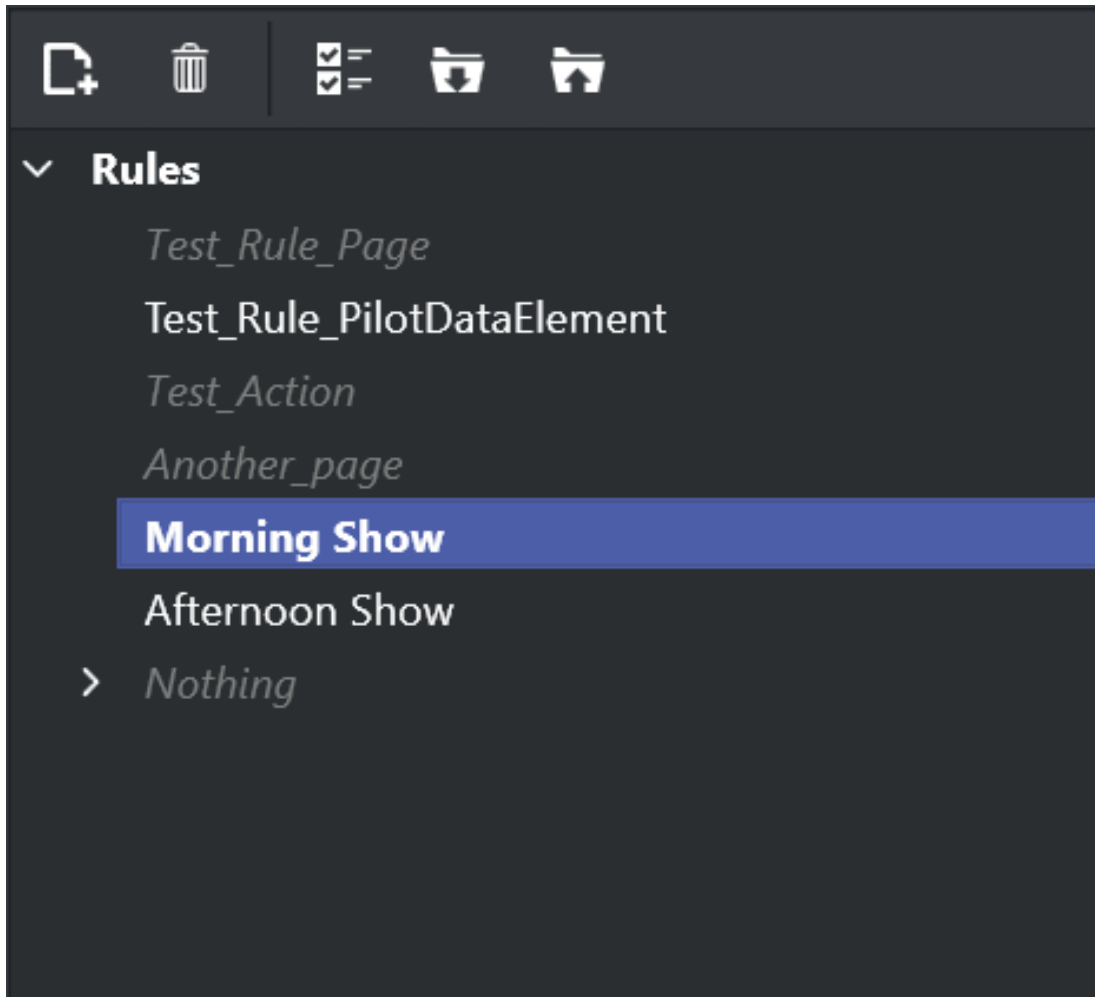 Rules
Test_Rule_Page
Test_Rule_PilotDataElement
Test_Action
Another_page
Morning Show
Afternoon Show
Nothing